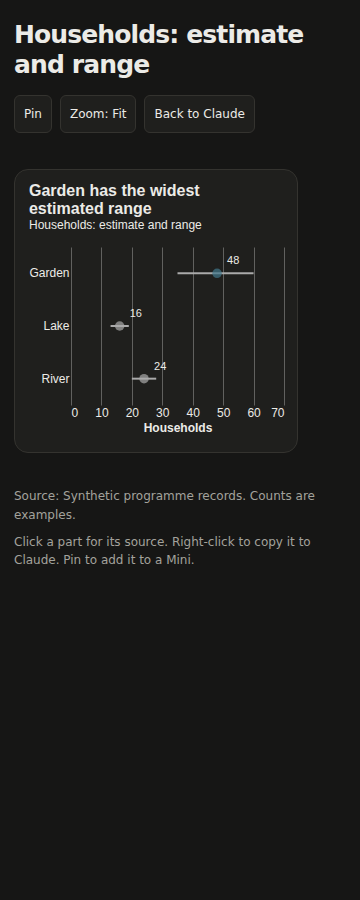 Households: estimate
and range
Pin
Zoom: Fit
Back to Claude
Garden has the widest
estimated range
Households: estimate and range
Garden
48
Lake
16
River
24
0 10 20 30 40 50 60 70
Households
Source: Synthetic programme records. Counts are
examples.
Click a part for its source. Right-click to copy it to
Claude. Pin to add it to a Mini.